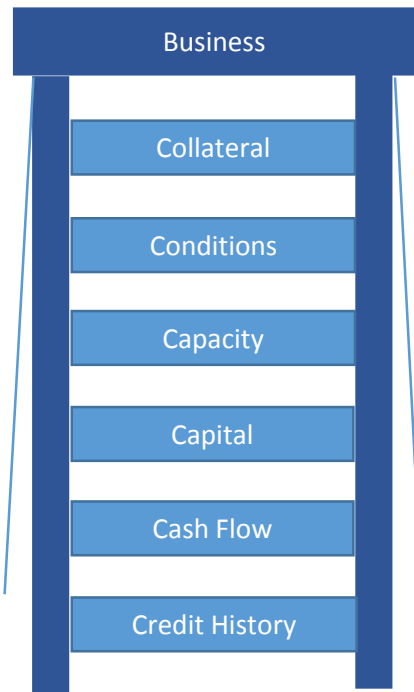 Business
Collateral
Conditions
Capacity
Capital
Cash Flow
Credit History